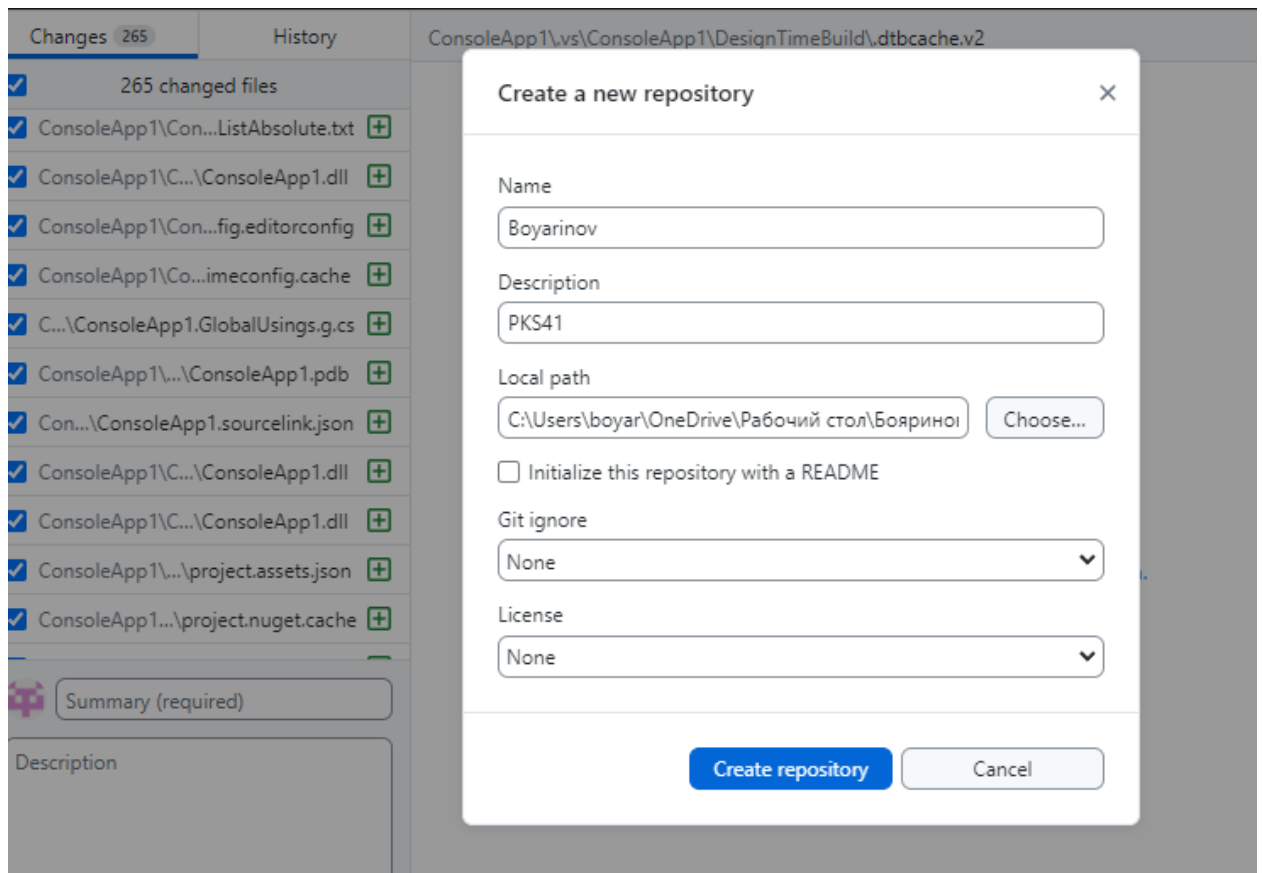 Changes 265
History
ConsoleApp1\.vs\ConsoleApp1\DesignTimeBuild\.dtbcache.v2
265 changed files
ConsoleApp1\Con...ListAbsolute.txt
ConsoleApp1\C...\ConsoleApp1.dll
ConsoleApp1\Con...fig.editorconfig
ConsoleApp1\Co...imeconfig.cache
C...\ConsoleApp1.GlobalUsings.g.cs
ConsoleApp1\...\ConsoleApp1.pdb
Con...\ConsoleApp1.sourcelink.json
ConsoleApp1\C...\ConsoleApp1.dll
ConsoleApp1\C...\ConsoleApp1.dll
ConsoleApp1\...\project.assets.json
ConsoleApp1...\project.nuget.cache
Summary (required)
Description
Create a new repository
Name
Boyarinov
Description
PKS41
Local path
C:\Users\boyar\OneDrive\Рабочий стол\Бояринов
Choose...
Initialize this repository with a README
Git ignore
None
License
None
Create repository
Cancel